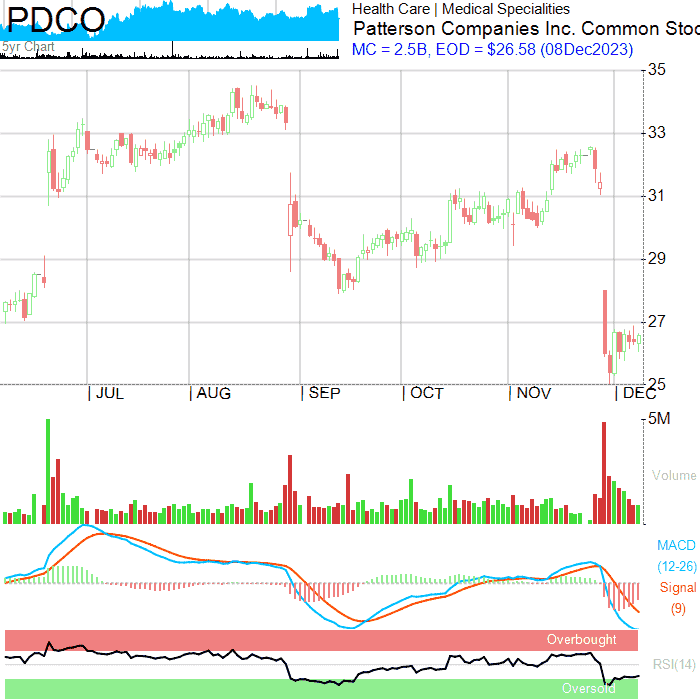 PDCO
5yr Chart
Health Care | Medical Specialities
Patterson Companies Inc. Common Stoc
MC = 2.5B, EOD = $26.58 (08Dec2023)
35
33
31
29
27
25
| JUL | AUG | SEP | OCT | NOV | DEC
5M
Volume
MACD
(12-26)
Signal
(9)
Overbought
RSI(14)
Oversold